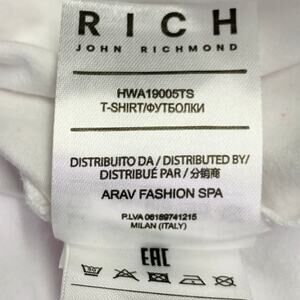 RICH
JOHN RICHMOND
HWA19005TS
T-SHIRT/ФУТБОЛКИ
DISTRIBUITO DA / DISTRIBUTED BY/
DISTRIBUÉ PAR / 分销商
ARAV FASHION SPA
P.I.VA 06189741215
MILAN (ITALY)
EAC